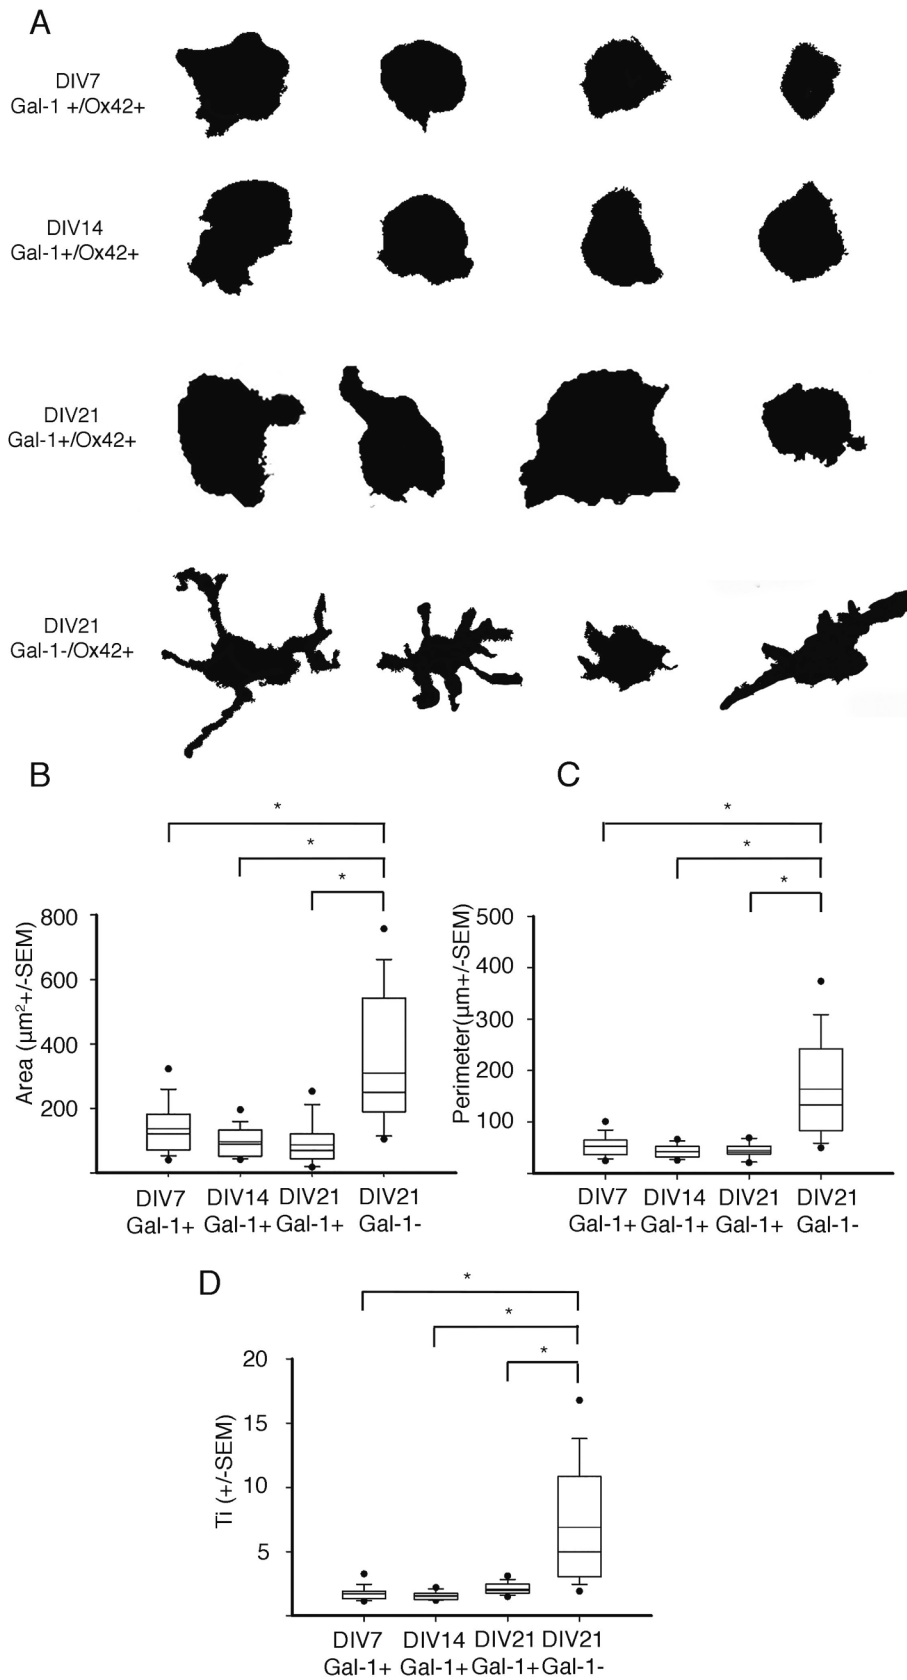 A
DIV7
Gal-1 +/Ox42+
DIV14
Gal-1+/Ox42+
DIV21
Gal-1+/Ox42+
DIV21
Gal-1-/Ox42+
B
*
*
*
Area (µm²+/-SEM)
800
600
400
200
DIV7 DIV14 DIV21 DIV21
Gal-1+ Gal-1+ Gal-1+ Gal-1-
C
*
*
*
Perimeter(µm+/-SEM)
500
400
300
200
100
DIV7 DIV14 DIV21 DIV21
Gal-1+ Gal-1+ Gal-1+ Gal-1-
D
*
*
*
Ti (+/-SEM)
20
15
10
5
DIV7 DIV14 DIV21 DIV21
Gal-1+ Gal-1+ Gal-1+ Gal-1-